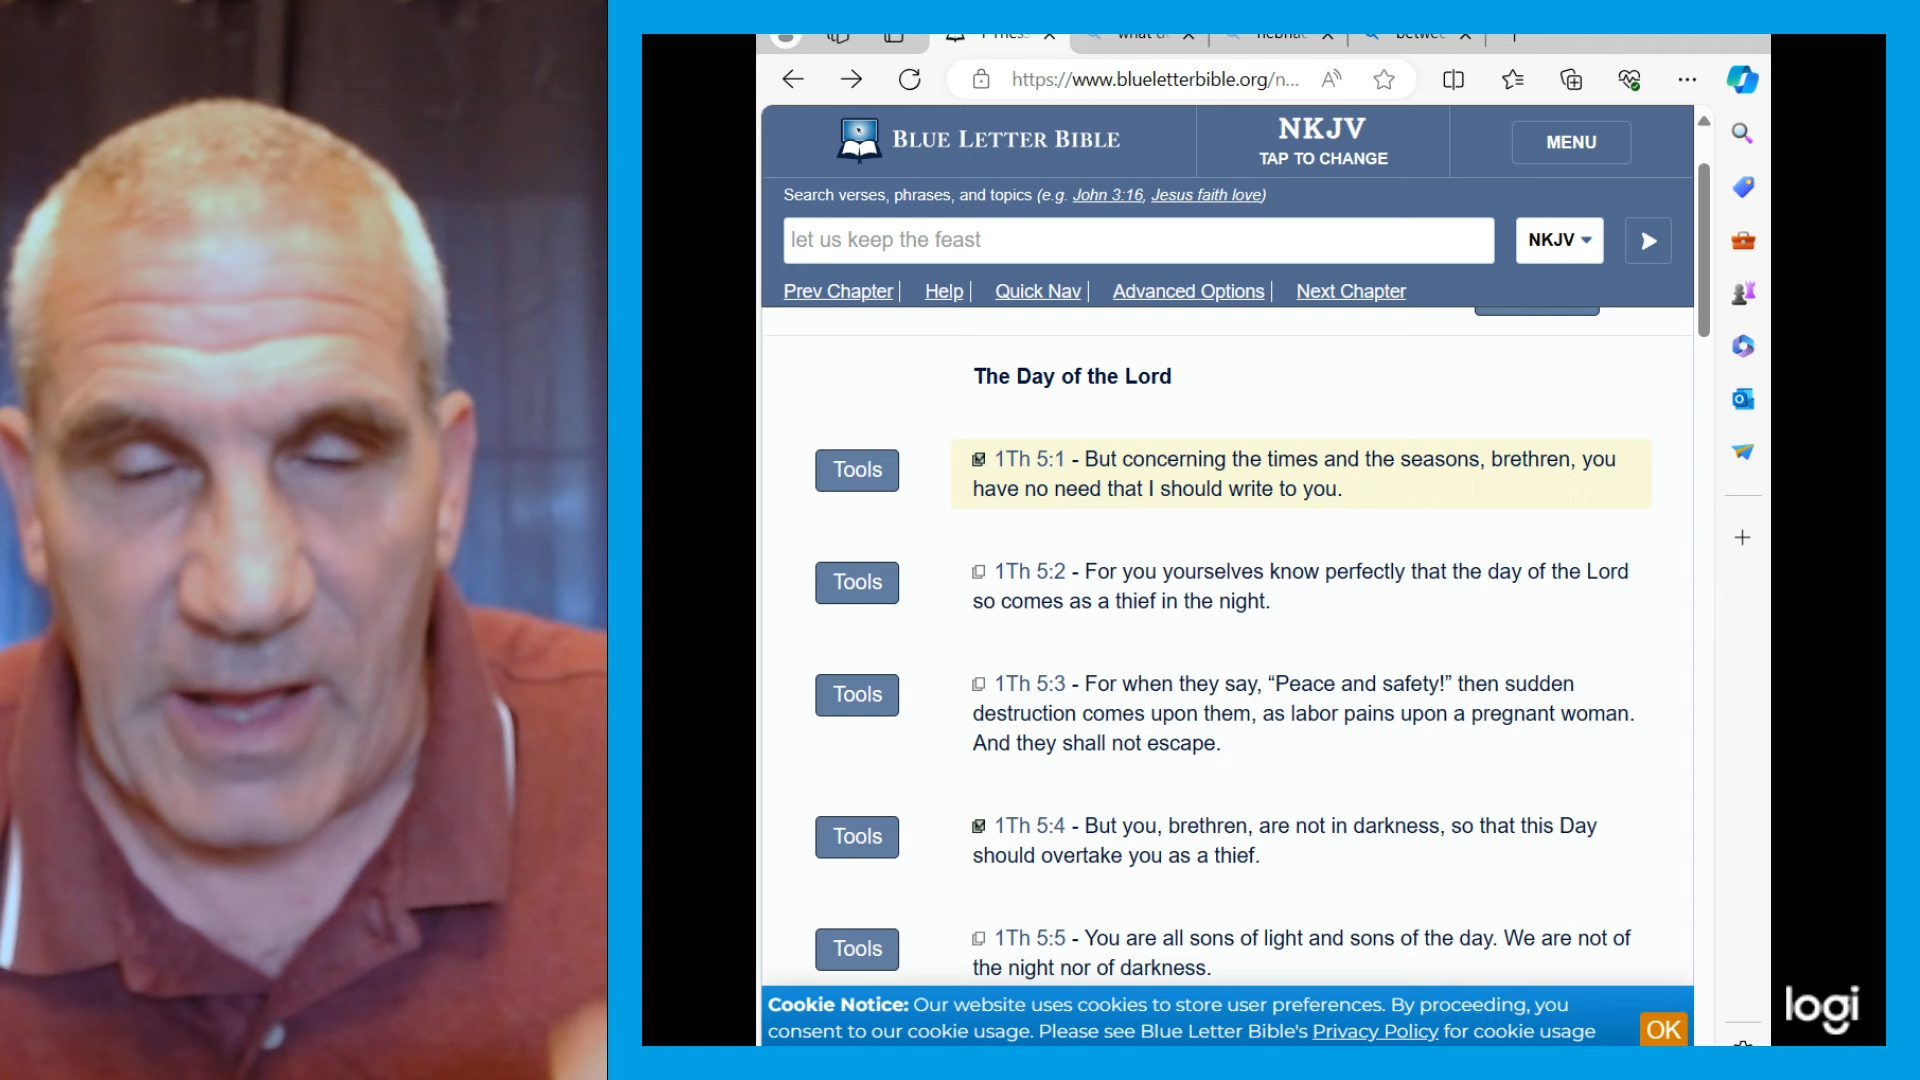 https://www.blueletterbible.org/n...
BLUE LETTER BIBLE
NKJV
TAP TO CHANGE
MENU
Search verses, phrases, and topics (e.g. John 3:16, Jesus faith love)
let us keep the feast
NKJV
Prev Chapter
Help
Quick Nav
Advanced Options
Next Chapter
The Day of the Lord
Tools
1Th 5:1 - But concerning the times and the seasons, brethren, you
have no need that I should write to you.
Tools
1Th 5:2 - For you yourselves know perfectly that the day of the Lord
so comes as a thief in the night.
Tools
1Th 5:3 - For when they say, “Peace and safety!” then sudden
destruction comes upon them, as labor pains upon a pregnant woman.
And they shall not escape.
Tools
1Th 5:4 - But you, brethren, are not in darkness, so that this Day
should overtake you as a thief.
Tools
1Th 5:5 - You are all sons of light and sons of the day. We are not of
the night nor of darkness.
Cookie Notice: Our website uses cookies to store user preferences. By proceeding, you
consent to our cookie usage. Please see Blue Letter Bible's Privacy Policy for cookie usage
OK
logi